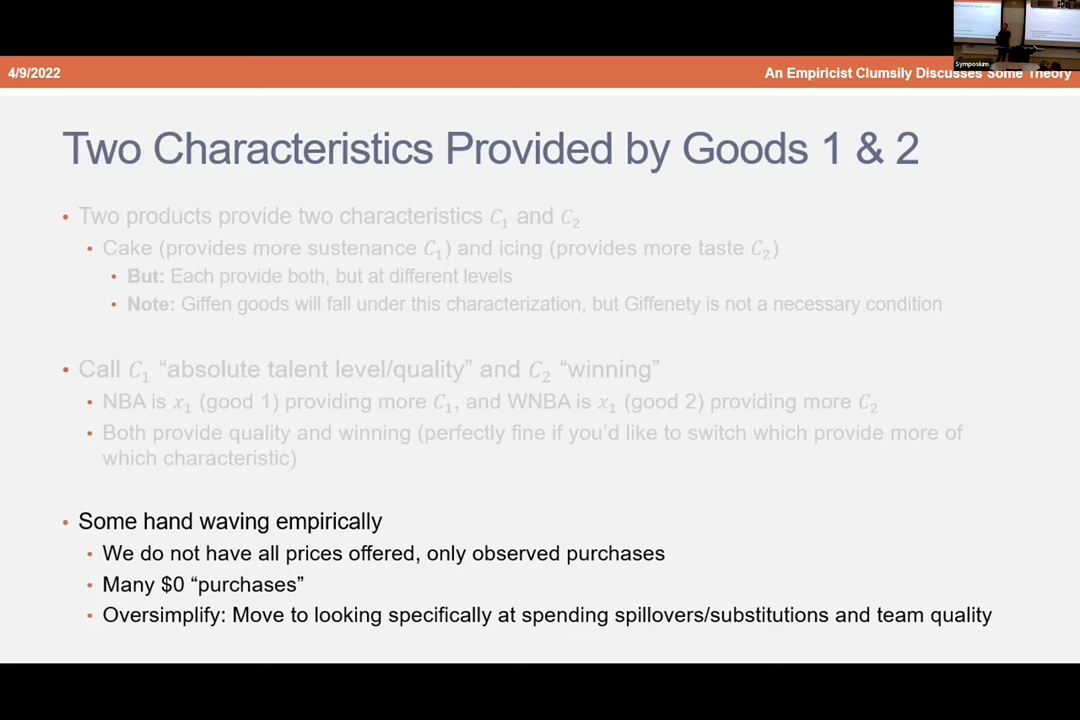 4/9/2022
An Empiricist Clumsily Discusses Some Theory
Symposium
Two Characteristics Provided by Goods 1 & 2
• Two products provide two characteristics C₁ and C₂
• Cake (provides more sustenance C₁) and icing (provides more taste C₂)
• But: Each provide both, but at different levels
• Note: Giffen goods will fall under this characterization, but Giffenety is not a necessary condition
• Call C₁ “absolute talent level/quality” and C₂ “winning”
• NBA is x₁ (good 1) providing more C₁, and WNBA is x₁ (good 2) providing more C₂
• Both provide quality and winning (perfectly fine if you’d like to switch which provide more of
which characteristic)
• Some hand waving empirically
• We do not have all prices offered, only observed purchases
• Many $0 “purchases”
• Oversimplify: Move to looking specifically at spending spillovers/substitutions and team quality